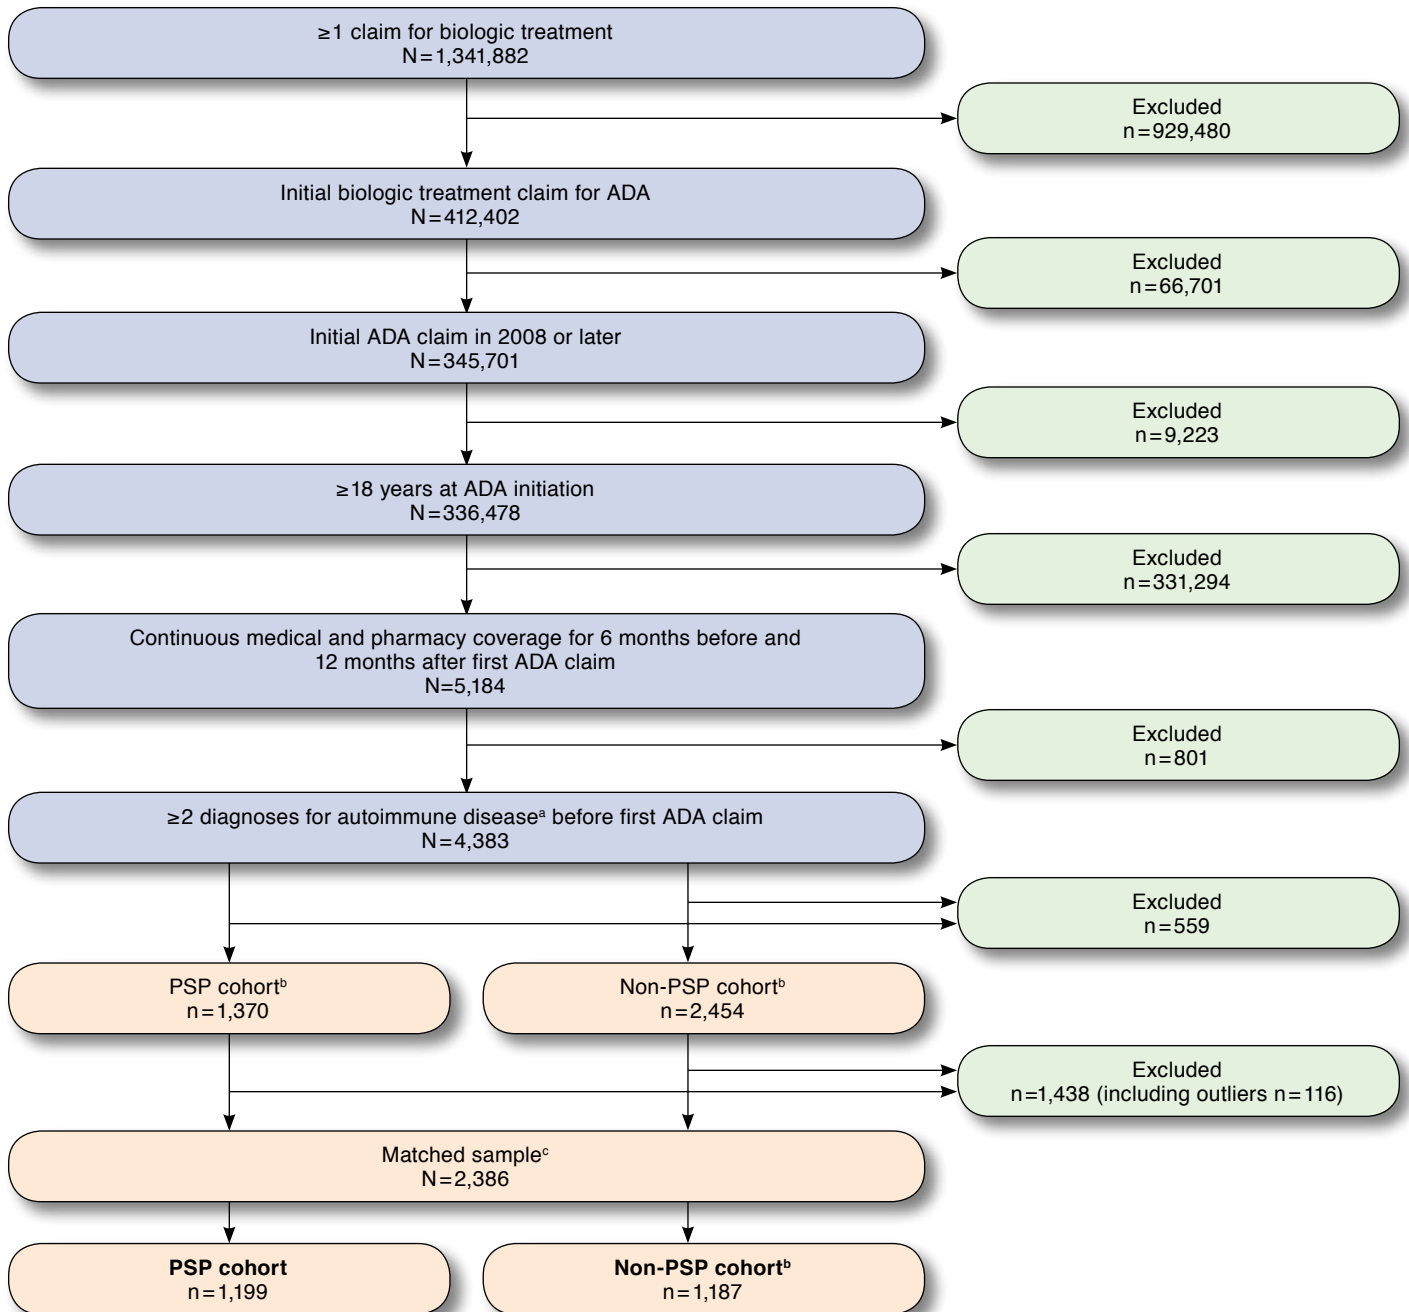 ≥1 claim for biologic treatment
N=1,341,882
Excluded
n=929,480
Initial biologic treatment claim for ADA
N=412,402
Excluded
n=66,701
Initial ADA claim in 2008 or later
N=345,701
Excluded
n=9,223
≥18 years at ADA initiation
N=336,478
Excluded
n=331,294
Continuous medical and pharmacy coverage for 6 months before and
12 months after first ADA claim
N=5,184
Excluded
n=801
≥2 diagnoses for autoimmune diseaseᵃ before first ADA claim
N=4,383
Excluded
n=559
PSP cohortᵇ
n=1,370
Non-PSP cohortᵇ
n=2,454
Excluded
n=1,438 (including outliers n=116)
Matched sampleᶜ
N=2,386
PSP cohort
n=1,199
Non-PSP cohortᵇ
n=1,187